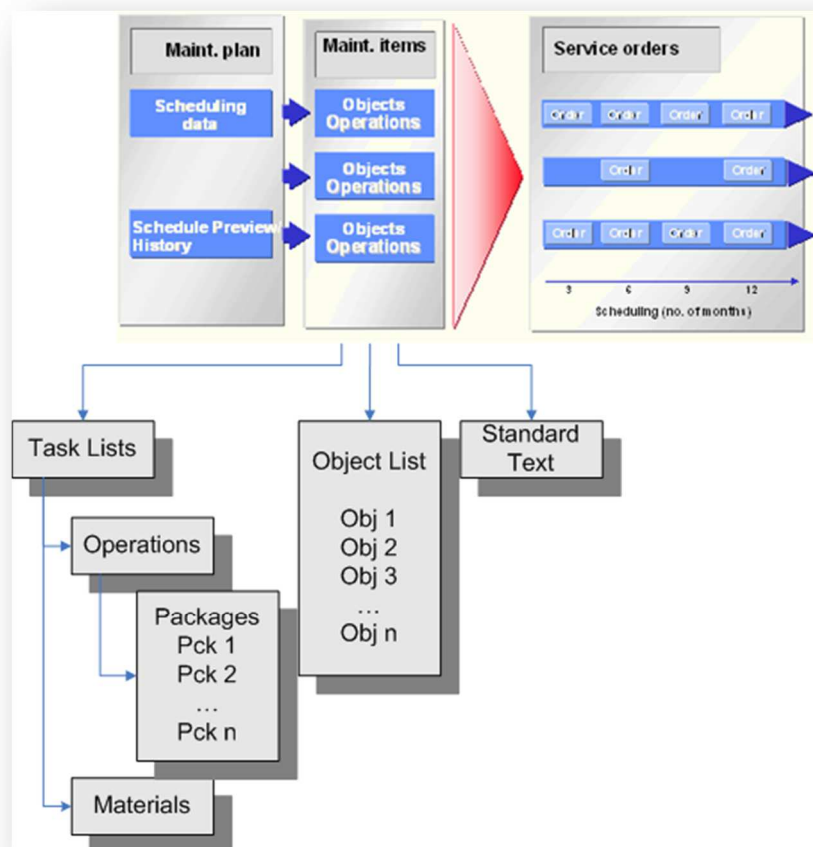 Maint. plan
Scheduling
data
Schedule Preview/
History
Maint. items
Objects
Operations
Objects
Operations
Objects
Operations
Service orders
Order Order Order Order
Order Order
Order Order Order Order
3 6 9 12
Scheduling (no. of months)
Task Lists
Operations
Packages
Pck 1
Pck 2
...
Pck n
Materials
Object List
Obj 1
Obj 2
Obj 3
...
Obj n
Standard
Text